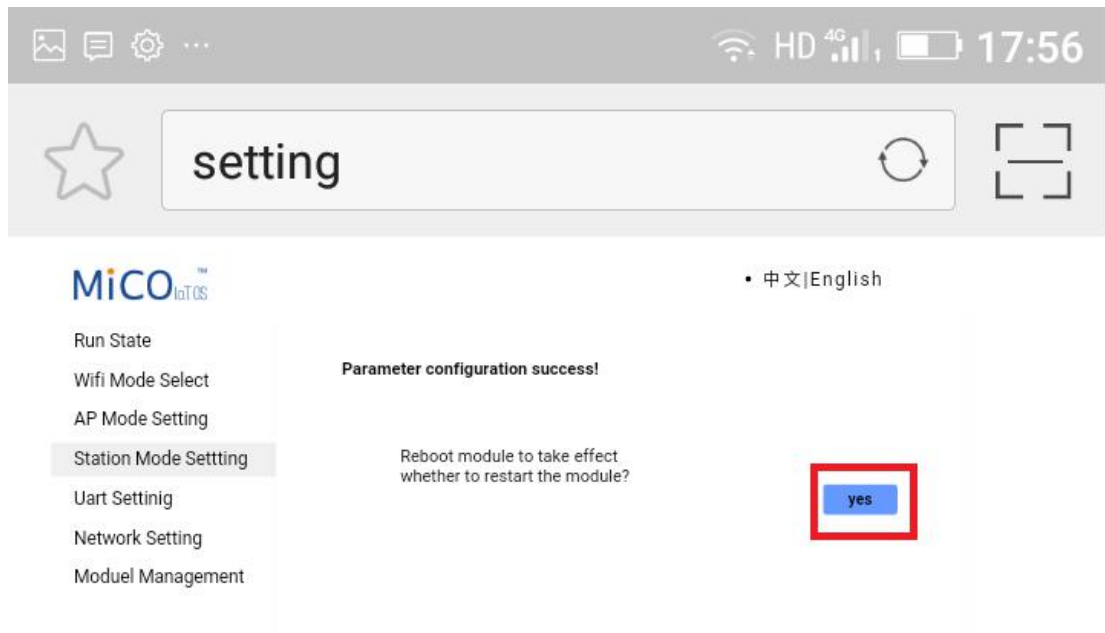 HD 4G 1 17:56
setting
MiCO IoTOS ™
• 中文|English
Run State
Wifi Mode Select
AP Mode Setting
Station Mode Settting
Uart Settinig
Network Setting
Moduel Management
Parameter configuration success!
Reboot module to take effect
whether to restart the module?
yes